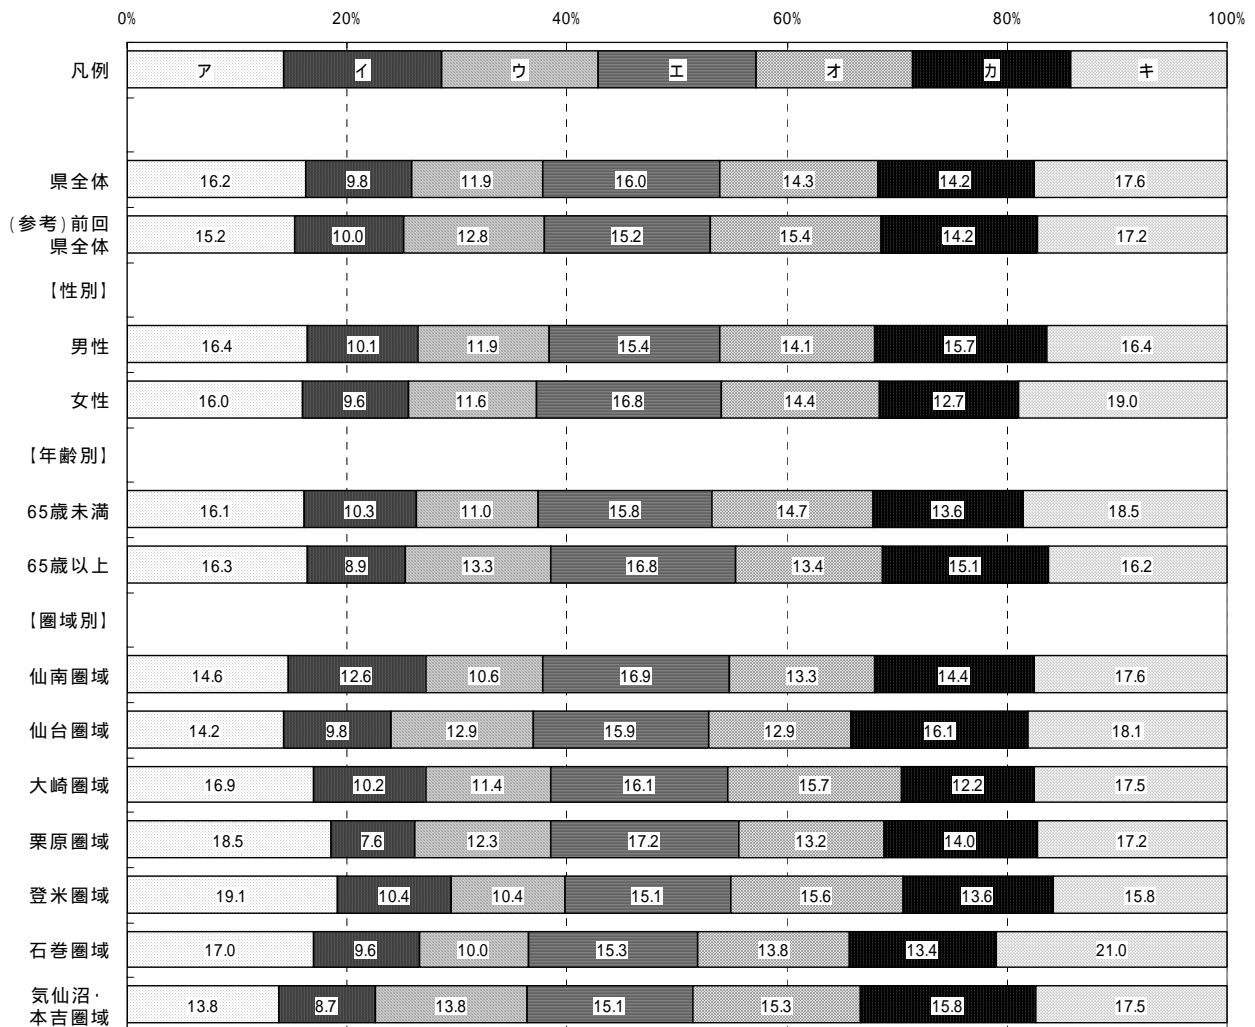 0% 20% 40% 60% 80% 100%
凡例 ア イ ウ エ オ カ キ
県全体 16.2 9.8 11.9 16.0 14.3 14.2 17.6
(参考)前回
県全体 15.2 10.0 12.8 15.2 15.4 14.2 17.2
【性別】
男性 16.4 10.1 11.9 15.4 14.1 15.7 16.4
女性 16.0 9.6 11.6 16.8 14.4 12.7 19.0
【年齢別】
65歳未満 16.1 10.3 11.0 15.8 14.7 13.6 18.5
65歳以上 16.3 8.9 13.3 16.8 13.4 15.1 16.2
【圏域別】
仙南圏域 14.6 12.6 10.6 16.9 13.3 14.4 17.6
仙台圏域 14.2 9.8 12.9 15.9 12.9 16.1 18.1
大崎圏域 16.9 10.2 11.4 16.1 15.7 12.2 17.5
栗原圏域 18.5 7.6 12.3 17.2 13.2 14.0 17.2
登米圏域 19.1 10.4 10.4 15.1 15.6 13.6 15.8
石巻圏域 17.0 9.6 10.0 15.3 13.8 13.4 21.0
気仙沼・
本吉圏域 13.8 8.7 13.8 15.1 15.3 15.8 17.5